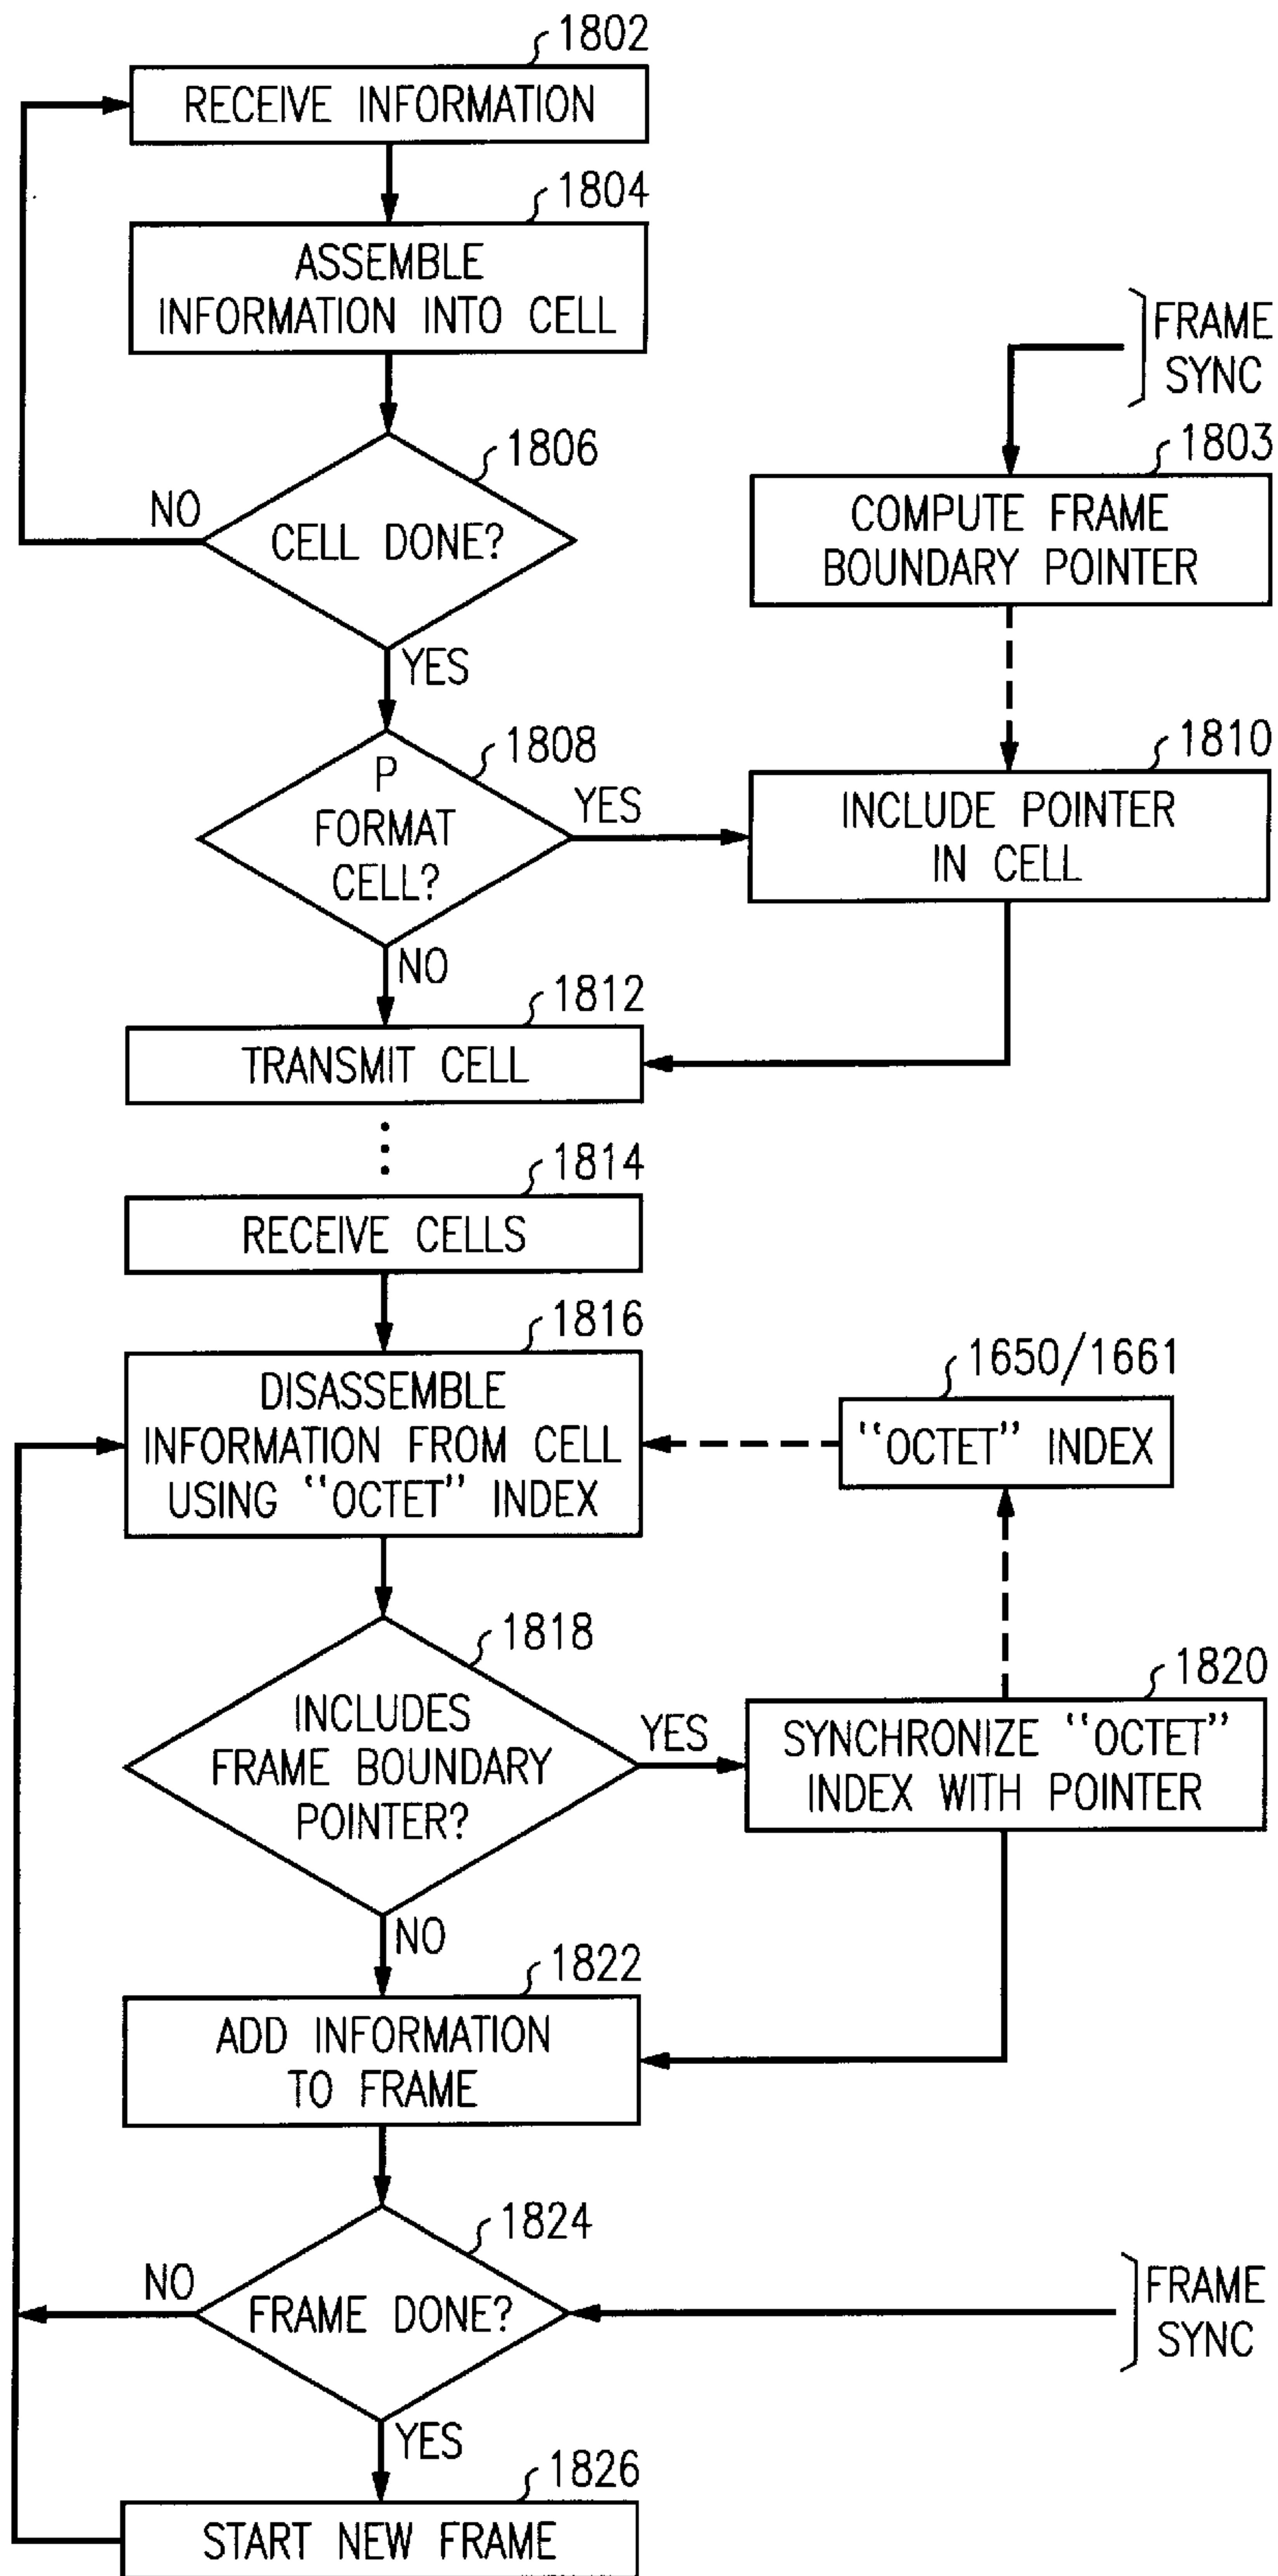 1802
RECEIVE INFORMATION
1804
ASSEMBLE
INFORMATION INTO CELL
FRAME
SYNC
1806
NO
CELL DONE?
YES
1803
COMPUTE FRAME
BOUNDARY POINTER
1808
P
FORMAT
CELL?
YES
NO
1810
INCLUDE POINTER
IN CELL
1812
TRANSMIT CELL
1814
RECEIVE CELLS
1816
DISASSEMBLE
INFORMATION FROM CELL
USING "OCTET" INDEX
1650/1661
"OCTET" INDEX
1818
INCLUDES
FRAME BOUNDARY
POINTER?
YES
NO
1820
SYNCHRONIZE "OCTET"
INDEX WITH POINTER
1822
ADD INFORMATION
TO FRAME
1824
NO
FRAME DONE?
YES
FRAME
SYNC
1826
START NEW FRAME